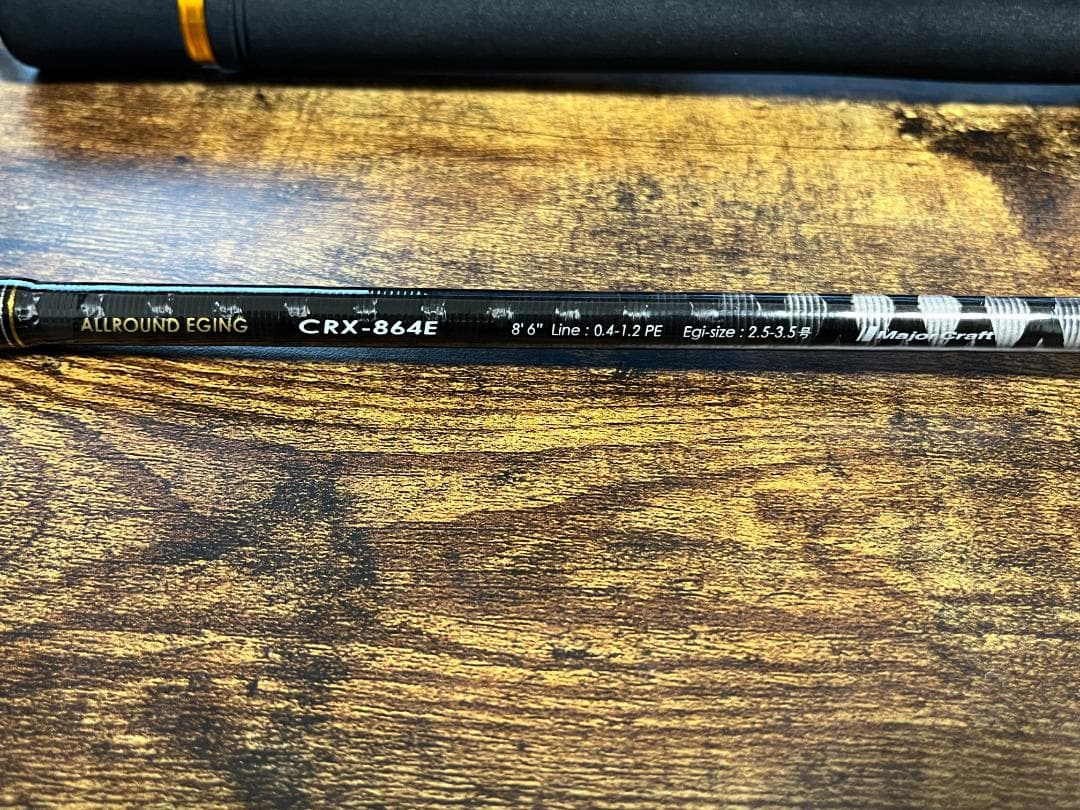 ALLROUND EGING CRX-864E 8'6" Line : 0.4-1.2 PE Egi-size : 2.5-3.5号 Major Craft